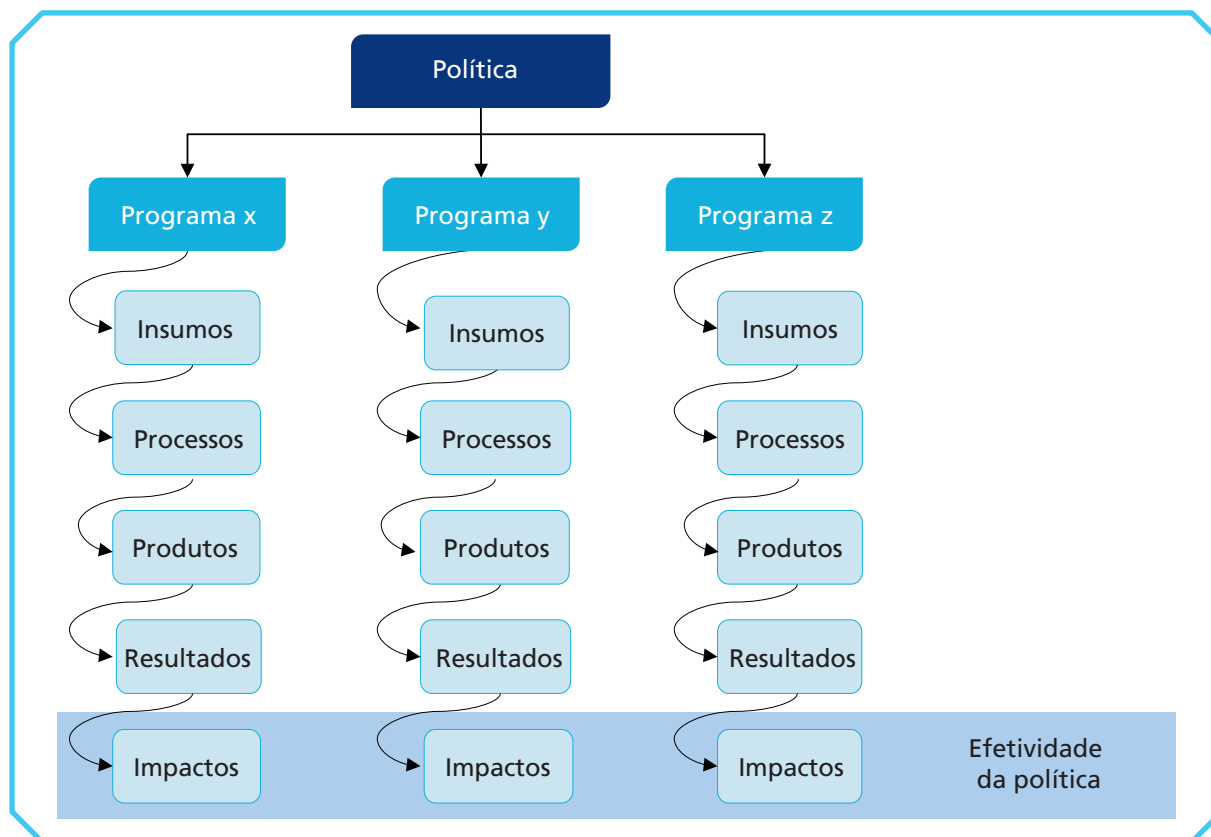 Política
Programa x
Programa y
Programa z
Insumos
Insumos
Insumos
Processos
Processos
Processos
Produtos
Produtos
Produtos
Resultados
Resultados
Resultados
Impactos
Impactos
Impactos
Efetividade
da política